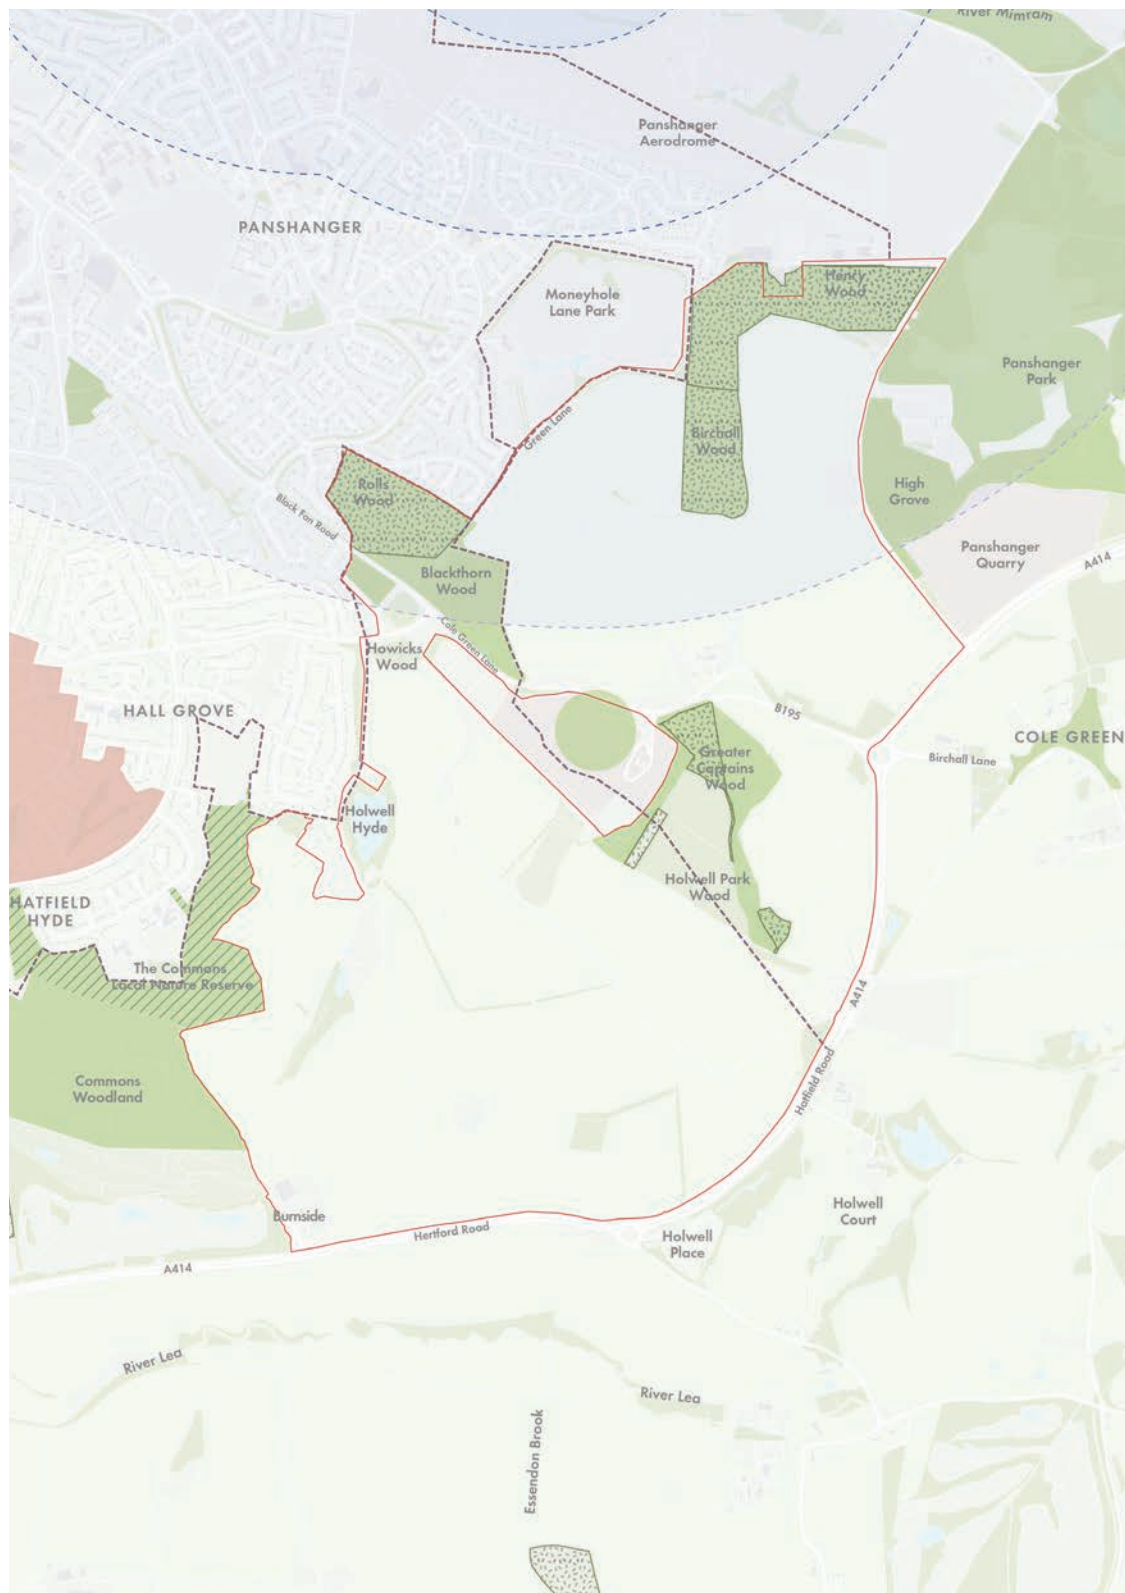 River Mimram
Panshanger
Aerodrome
PANSHANGER
Moneyhole
Lane Park
Henry
Wood
Panshanger
Park
Green Lane
Birchall
Wood
Rolls
Wood
High
Grove
Black Fan Road
Panshanger
Quarry
A414
Blackthorn
Wood
Cole Green Lane
Howicks
Wood
HALL GROVE
B195
COLE GREEN
Greater
Captains
Wood
Birchall Lane
Holwell
Hyde
Holwell Park
Wood
HATFIELD
HYDE
The Commons
Local Nature Reserve
A414
Commons
Woodland
Hatfield Road
Burnside
Holwell
Court
Hertford Road
Holwell
Place
A414
River Lea
River Lea
Essendon Brook